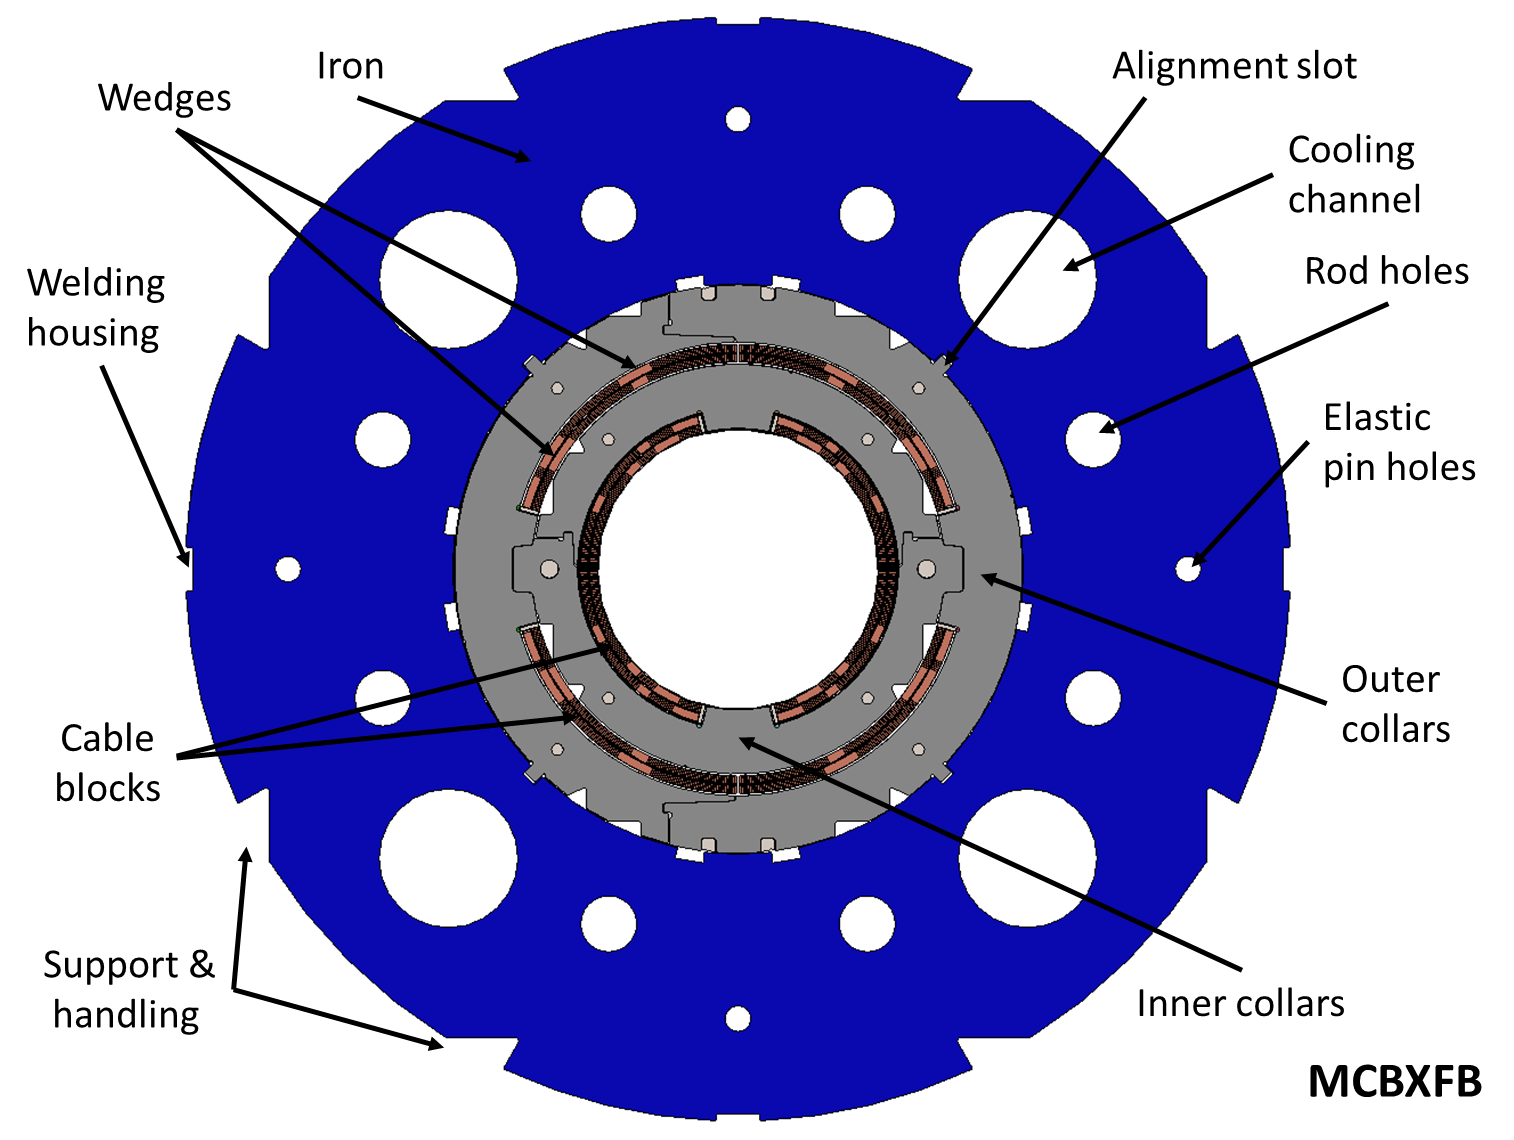 Iron
Alignment slot
Wedges
Cooling
channel
Rod holes
Welding
housing
Elastic
pin holes
Outer
collars
Cable
blocks
Support &
handling
Inner collars
MCBXFB